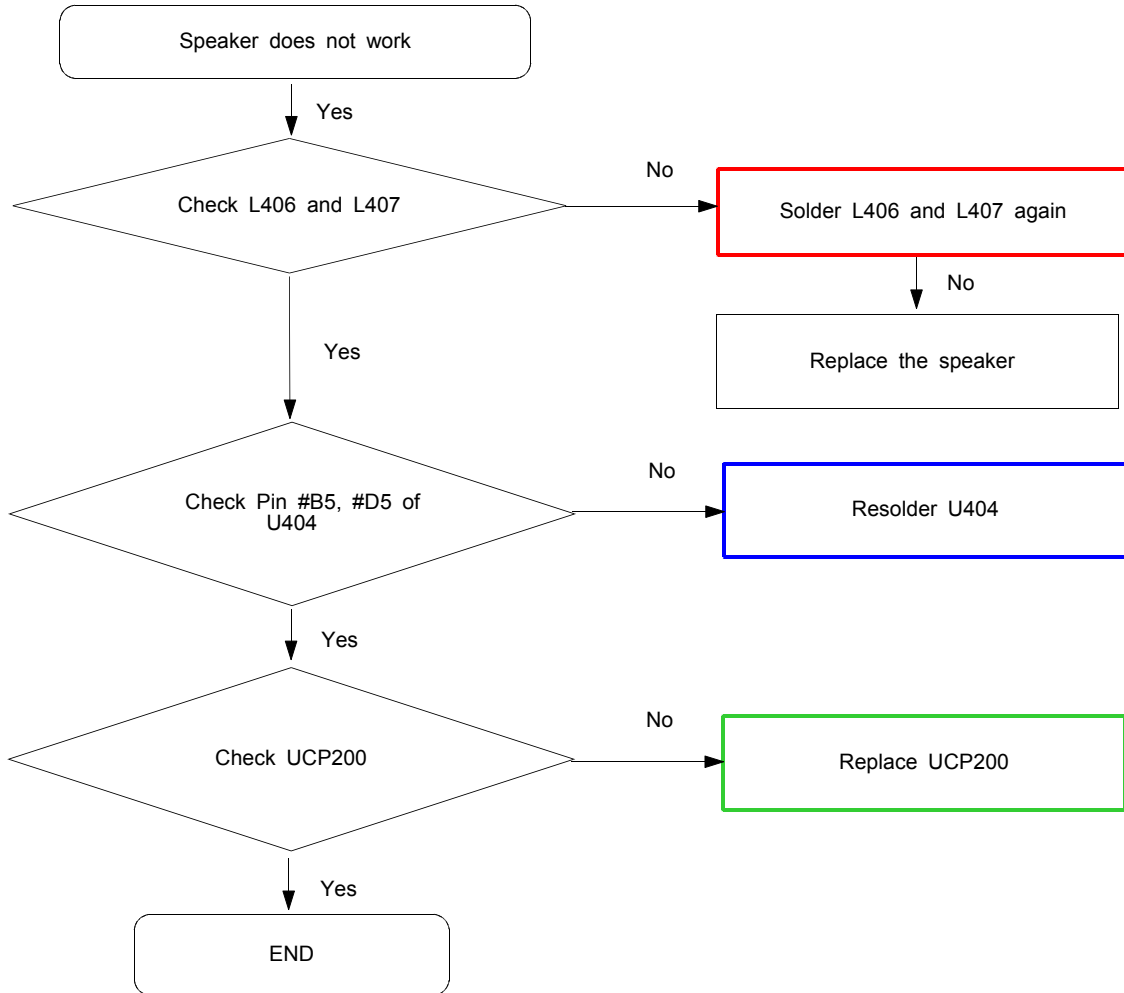 Speaker does not work
Yes
Check L406 and L407
No
Solder L406 and L407 again
No
Replace the speaker
Yes
Check Pin #B5, #D5 of
U404
No
Resolder U404
Yes
Check UCP200
No
Replace UCP200
Yes
END